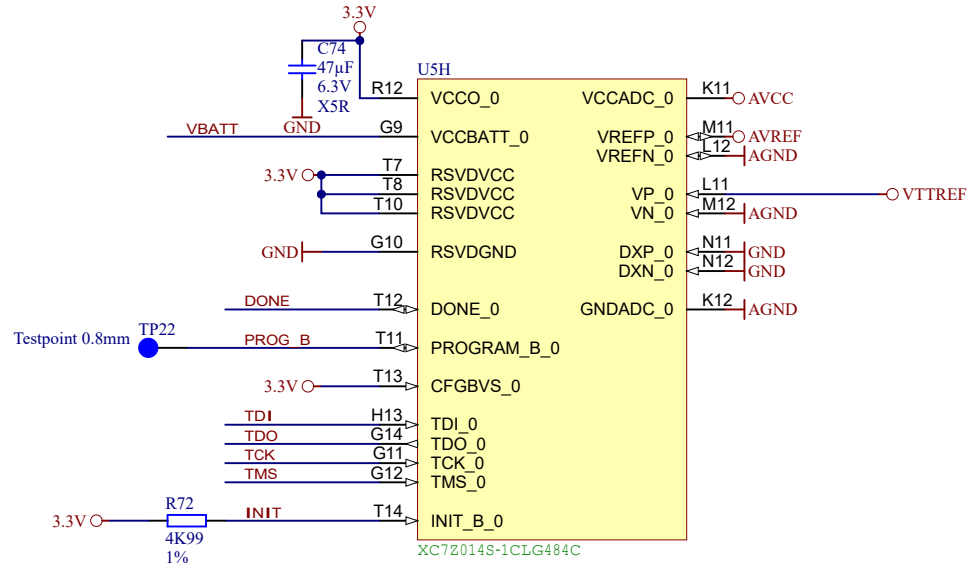 3.3V
C74
47µF
6.3V
X5R
GND
U5H
R12 VCCO_0 VCCADC_0 K11 AVCC
VBATT G9 VCCBATT_0 VREFP_0 M11 AVREF
VREFN_0 L12 AGND
3.3V T7 RSVDVCC
T8 RSVDVCC VP_0 L11 VTTREF
T10 RSVDVCC VN_0 M12 AGND
GND G10 RSVDGND DXP_0 N11 GND
DXN_0 N12 GND
DONE T12 DONE_0 GNDADC_0 K12 AGND
Testpoint 0.8mm TP22 PROG_B T11 PROGRAM_B_0
3.3V T13 CFGBVS_0
TDI H13 TDI_0
TDO G14 TDO_0
TCK G11 TCK_0
TMS G12 TMS_0
R72
3.3V INIT T14 INIT_B_0
4K99
1%
XC7Z014S-1CLG484C